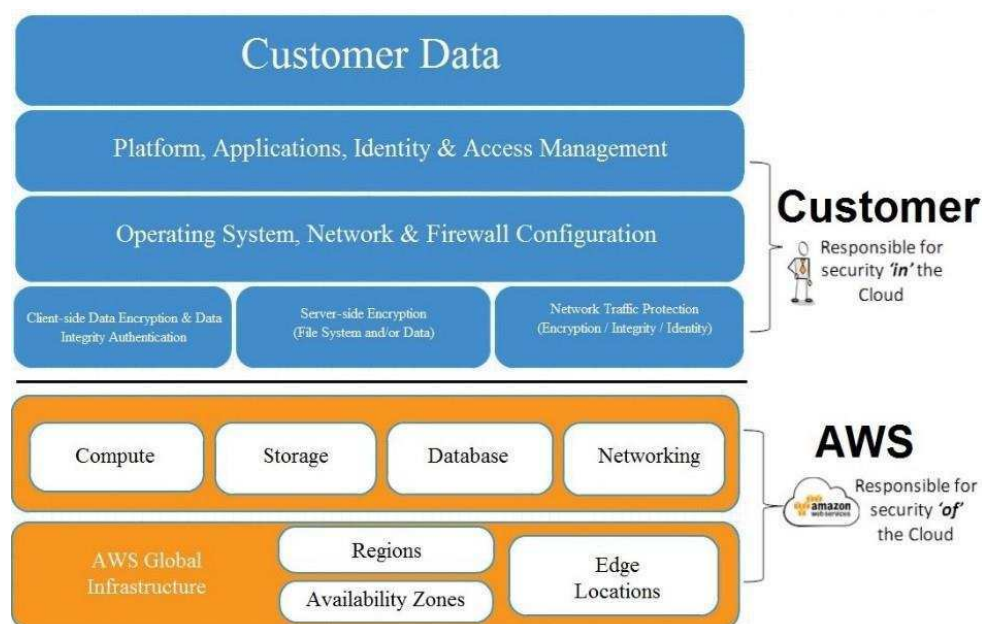 Customer Data
Platform, Applications, Identity & Access Management
Operating System, Network & Firewall Configuration
Client-side Data Encryption & Data
Integrity Authentication
Server-side Encryption
(File System and/or Data)
Network Traffic Protection
(Encryption / Integrity / Identity)
Customer
Responsible for
security 'in' the
Cloud
Compute
Storage
Database
Networking
AWS
amazon
web services
Responsible for
security 'of'
the Cloud
AWS Global
Infrastructure
Regions
Availability Zones
Edge
Locations